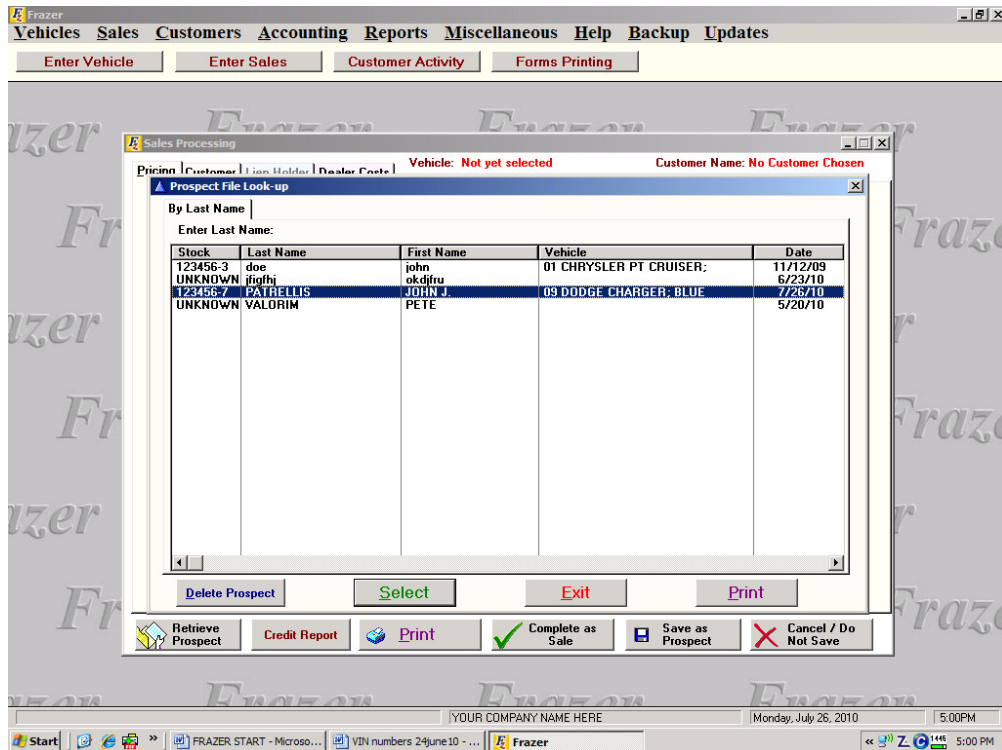 Frazer
Vehicles Sales Customers Accounting Reports Miscellaneous Help Backup Updates
Enter Vehicle Enter Sales Customer Activity Forms Printing
Sales Processing
Pricing Customer Lien Holder Dealer Costs Vehicle: Not yet selected Customer Name: No Customer Chosen
Prospect File Look-up
By Last Name
Enter Last Name:
Stock Last Name First Name Vehicle Date
123456-3 doe john 01 CHRYSLER PT CRUISER; 11/12/09
UNKNOWN jfigfhj okdjfru 6/23/10
123456-7 PATRELLIS JOHN J. 09 DODGE CHARGER; BLUE 7/26/10
UNKNOWN VALORIM PETE 5/20/10
Delete Prospect Select Exit Print
Retrieve Prospect Credit Report Print Complete as Sale Save as Prospect Cancel / Do Not Save
YOUR COMPANY NAME HERE Monday, July 26, 2010 5:00PM
Start » FRAZER START - Microso... VIN numbers 24june10 - ... Frazer « 5:00 PM